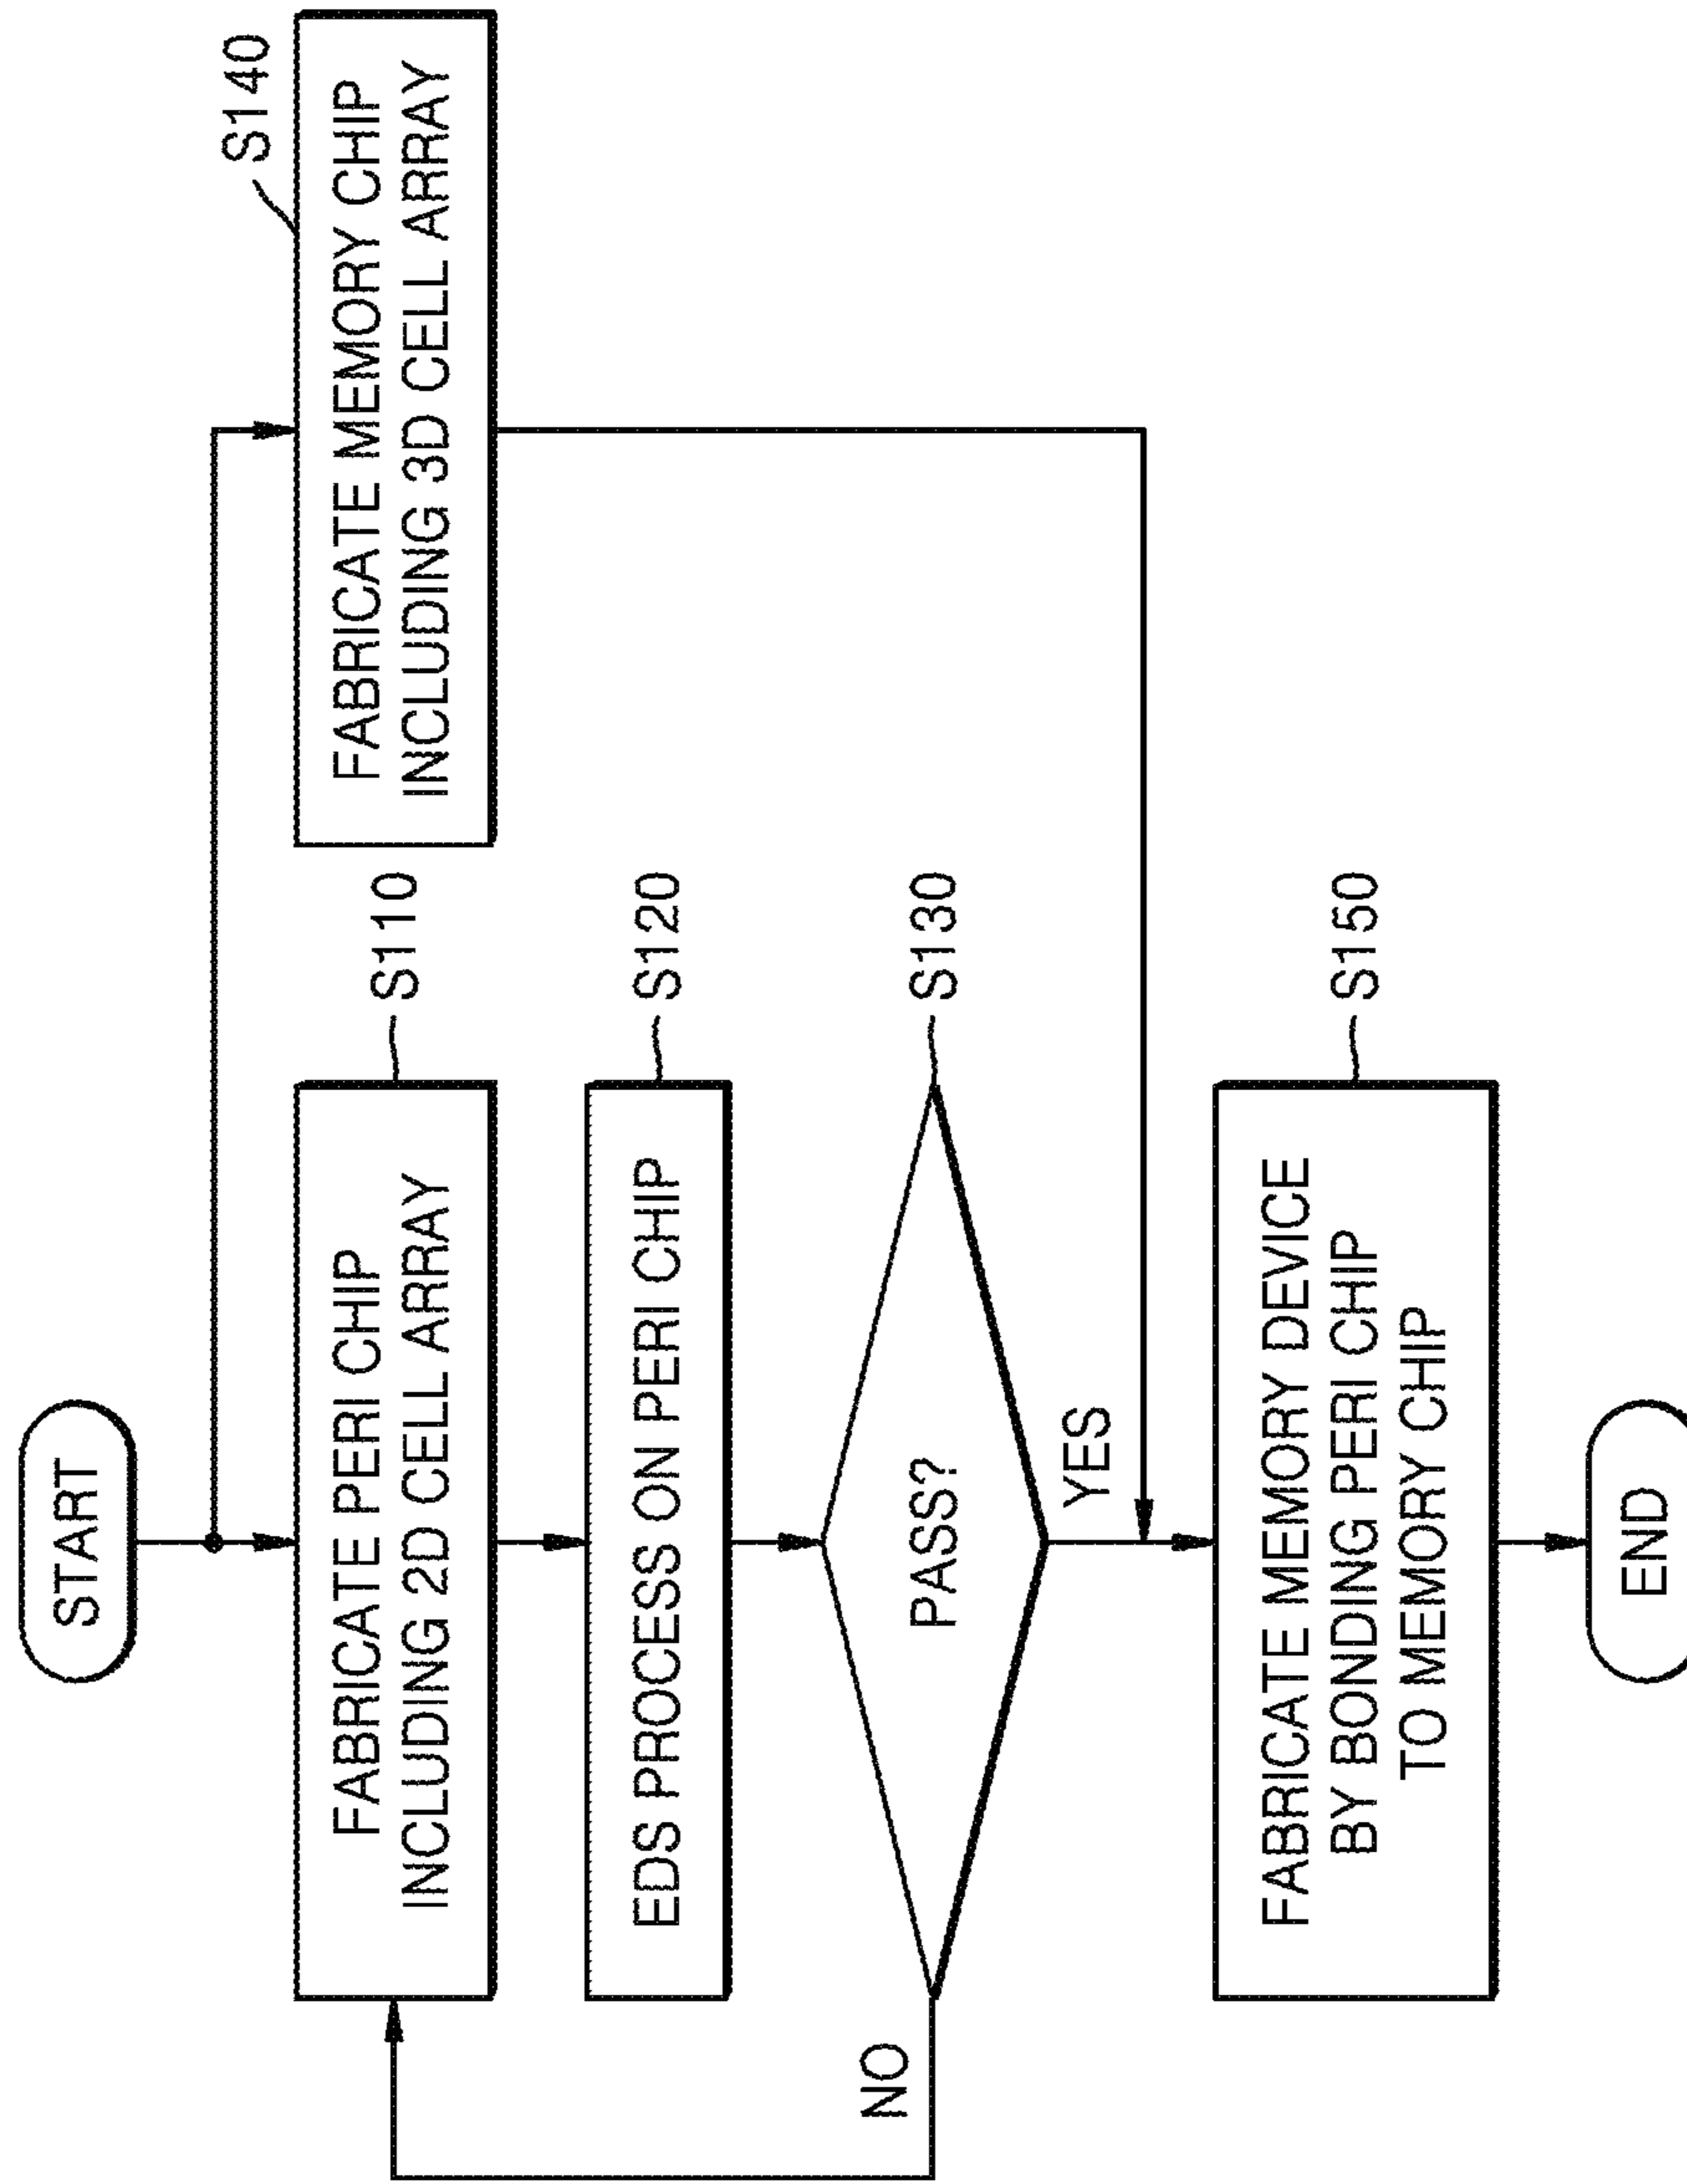 START
FABRICATE PERI CHIP
INCLUDING 2D CELL ARRAY
S110
FABRICATE MEMORY CHIP
INCLUDING 3D CELL ARRAY
S140
EDS PROCESS ON PERI CHIP
S120
PASS?
S130
NO
YES
FABRICATE MEMORY DEVICE
BY BONDING PERI CHIP
TO MEMORY CHIP
S150
END